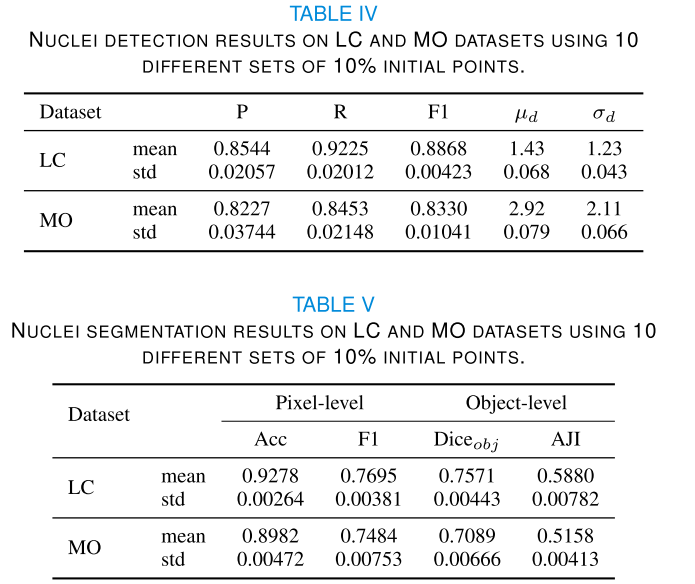 TABLE IV
NUCLEI DETECTION RESULTS ON LC AND MO DATASETS USING 10
DIFFERENT SETS OF 10% INITIAL POINTS.
Dataset P R F1 μd σd
LC
mean 0.8544 0.9225 0.8868 1.43 1.23
std 0.02057 0.02012 0.00423 0.068 0.043
MO
mean 0.8227 0.8453 0.8330 2.92 2.11
std 0.03744 0.02148 0.01041 0.079 0.066
TABLE V
NUCLEI SEGMENTATION RESULTS ON LC AND MO DATASETS USING 10
DIFFERENT SETS OF 10% INITIAL POINTS.
Dataset Pixel-level Object-level
Acc F1 Diceobj AJI
LC
mean 0.9278 0.7695 0.7571 0.5880
std 0.00264 0.00381 0.00443 0.00782
MO
mean 0.8982 0.7484 0.7089 0.5158
std 0.00472 0.00753 0.00666 0.00413